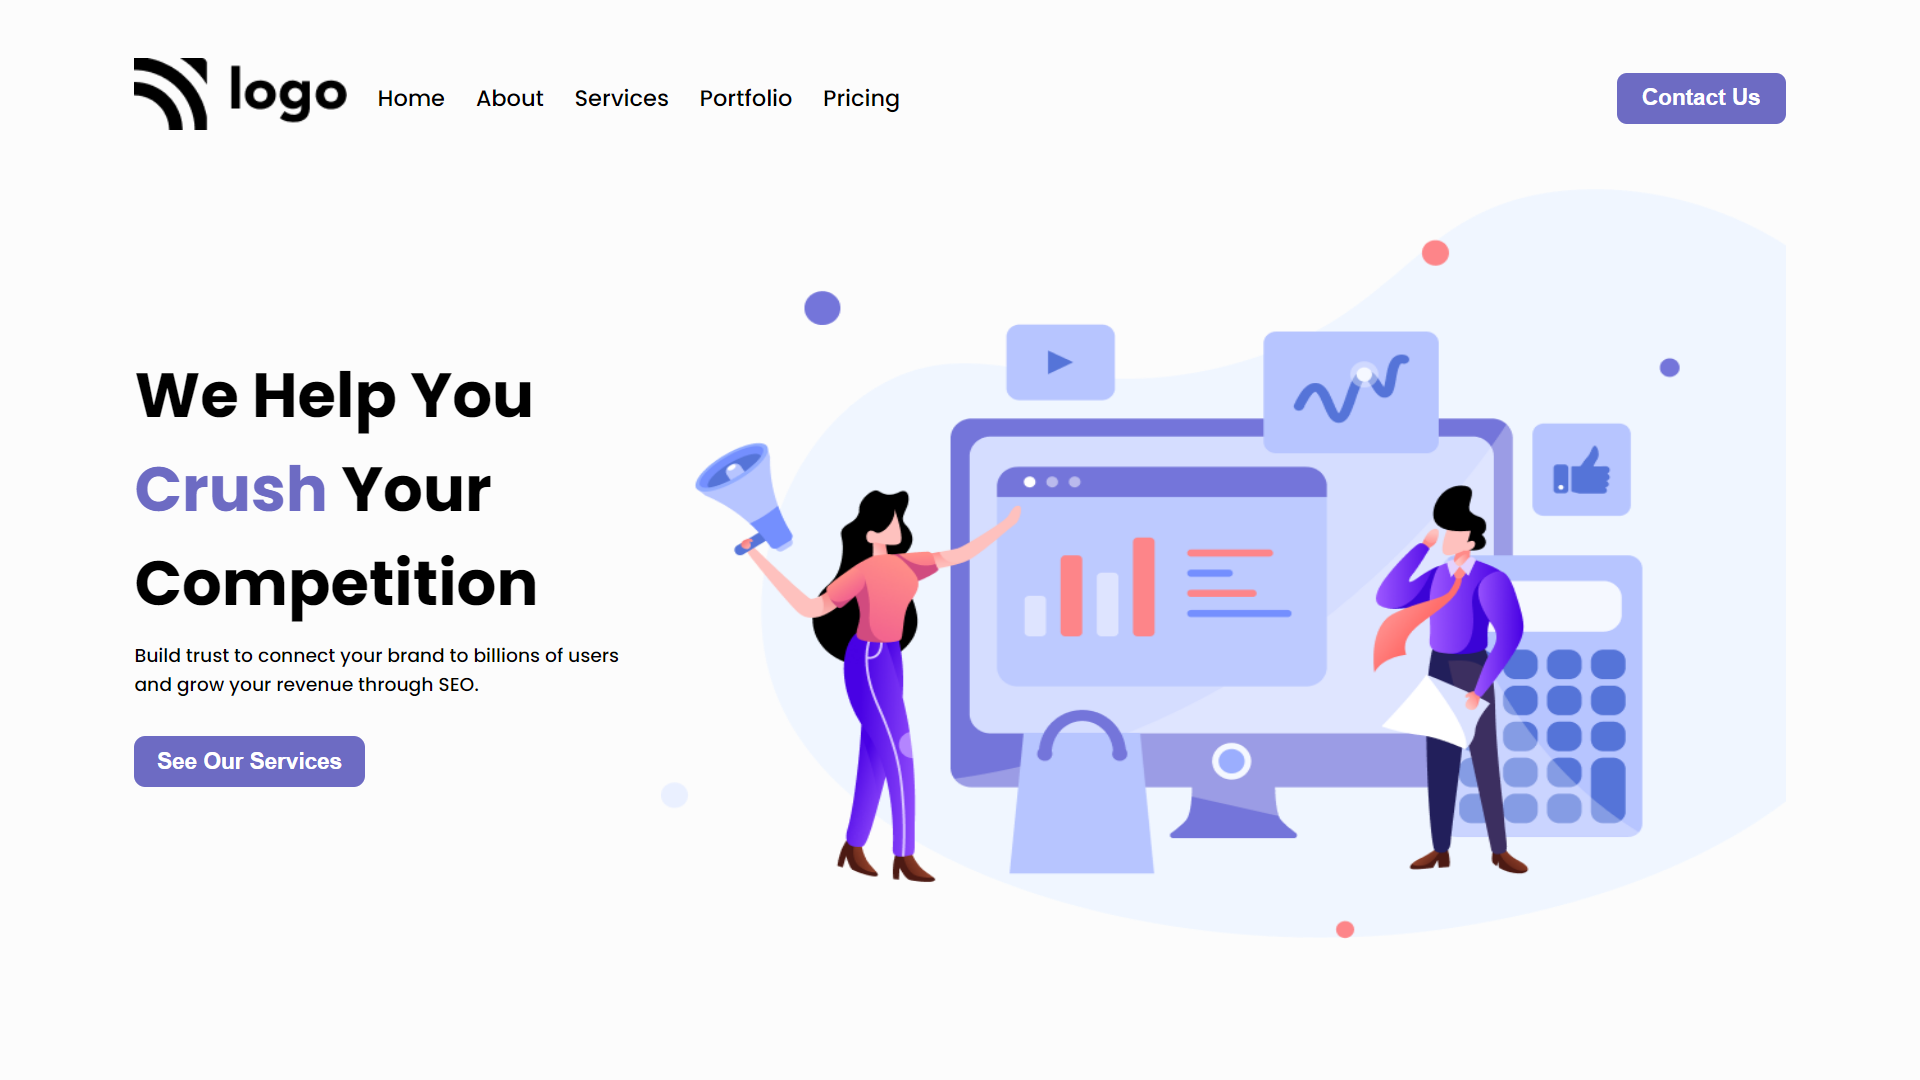 logo Home About Services Portfolio Pricing Contact Us
We Help You
Crush Your
Competition
Build trust to connect your brand to billions of users
and grow your revenue through SEO.
See Our Services